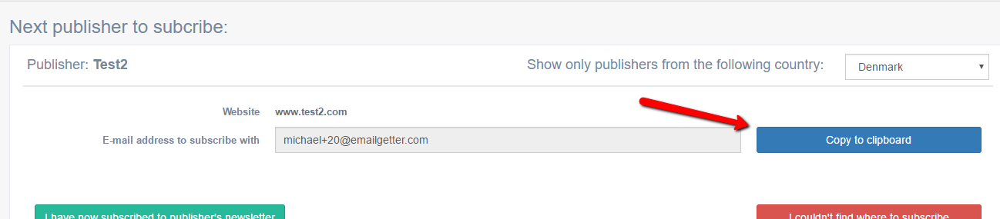 Next publisher to subcribe:
Publisher: Test2
Show only publishers from the following country:
Denmark
Website
www.test2.com
E-mail address to subscribe with
michael+20@emailgetter.com
Copy to clipboard
I have now subscribed to publisher's newsletter
I couldn't find where to subscribe